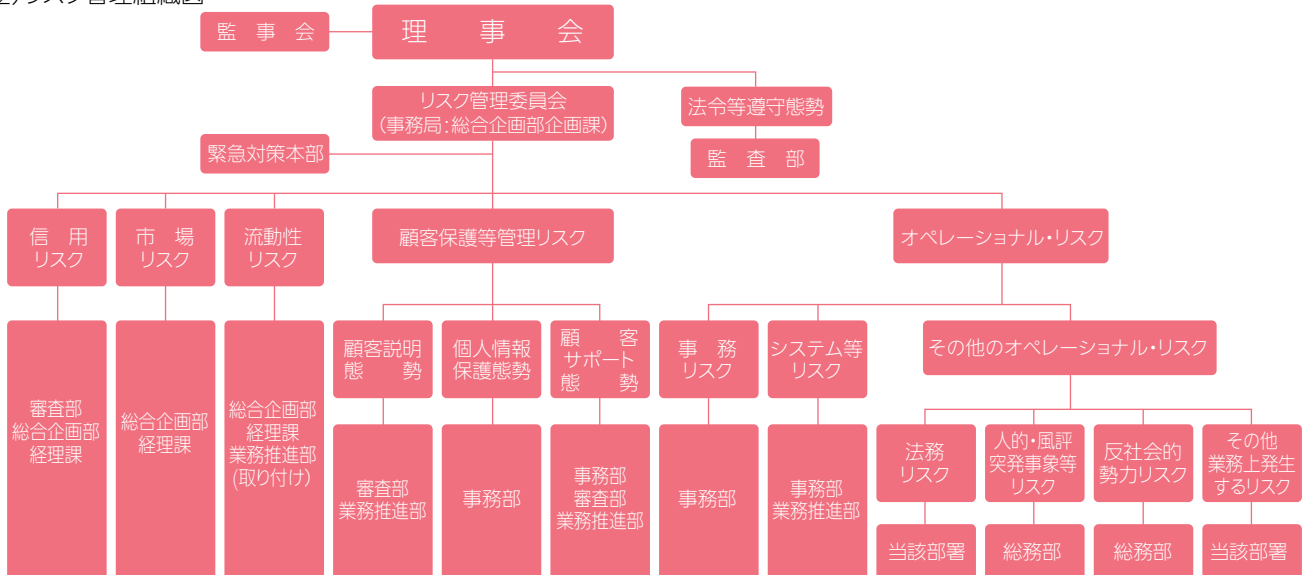 リスク管理組織図
監事会
理事会
リスク管理委員会
(事務局:総合企画部企画課)
法令等遵守態勢
緊急対策本部
監査部
信用
リスク
市場
リスク
流動性
リスク
顧客保護等管理リスク
オペレーショナル・リスク
顧客説明
態勢
個人情報
保護態勢
顧客
サポート
態勢
事務
リスク
システム等
リスク
その他のオペレーショナル・リスク
審査部
総合企画部
経理課
総合企画部
経理課
総合企画部
経理課
業務推進部
(取り付け)
審査部
業務推進部
事務部
事務部
審査部
業務推進部
事務部
事務部
業務推進部
法務
リスク
人的・風評
突発事象等
リスク
反社会的
勢力リスク
その他
業務上発生
するリスク
当該部署
総務部
総務部
当該部署